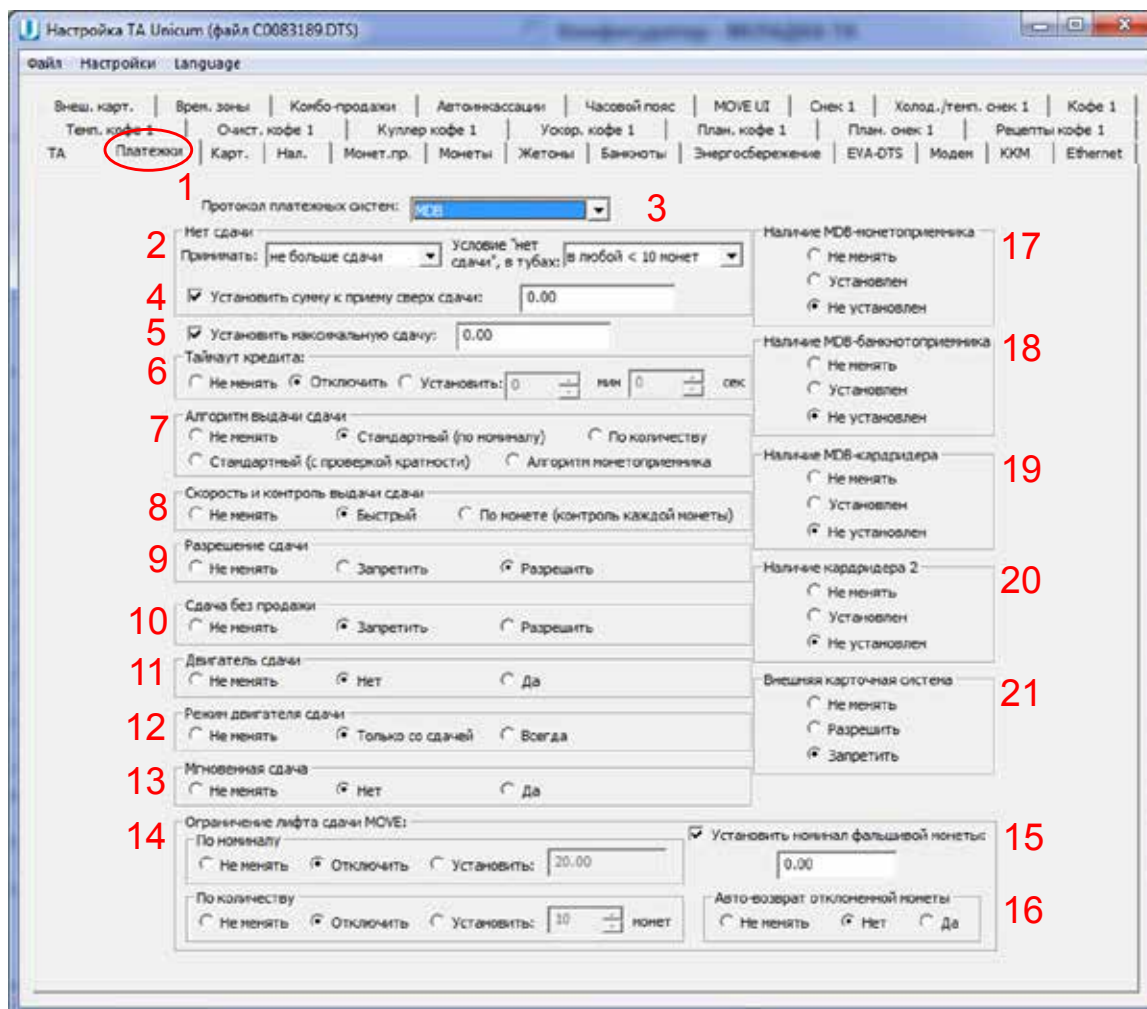 Настройка ТА Unicum (файл C0083189.DTS)
Файл Настройки Language
Внеш. карт. Врем. зоны Комбо-продажи Автоинкассации Часовой пояс MOVE UI Снек 1 Холод./темп. снек 1 Кофе 1
Темп. кофе 1 Очист. кофе 1 Куллер кофе 1 Ускор. кофе 1 План. кофе 1 План. снек 1 Рецепты кофе 1
ТА Платежки Карт. Нал. Монет.пр. Монеты Жетоны Банкноты Энергосбережение EVA-DTS Модем ККМ Ethernet
1
Протокол платежных систем: MDB 3
2 Нет сдачи
Принимать: не больше сдачи Условие "нет сдачи", в тубах: в любой < 10 монет
4 Установить сумму к приему сверх сдачи: 0.00
5 Установить максимальную сдачу: 0.00
6 Таймаут кредита:
Не менять Отключить Установить: 0 мин 0 сек
7 Алгоритм выдачи сдачи
Не менять Стандартный (по номиналу) По количеству
Стандартный (с проверкой кратности) Алгоритм монетоприемника
8 Скорость и контроль выдачи сдачи
Не менять Быстрый По монете (контроль каждой монеты)
9 Разрешение сдачи
Не менять Запретить Разрешить
10 Сдача без продажи
Не менять Запретить Разрешить
11 Двигатель сдачи
Не менять Нет Да
12 Режим двигателя сдачи
Не менять Только со сдачей Всегда
13 Мгновенная сдача
Не менять Нет Да
14 Ограничение лифта сдачи MOVE:
По номиналу
Не менять Отключить Установить: 20.00
По количеству
Не менять Отключить Установить: 10 монет
Установить номинал фальшивой монеты: 15
0.00
Авто-возврат отклоненной монеты 16
Не менять Нет Да
Наличие MDB-монетоприемника 17
Не менять
Установлен
Не установлен
Наличие MDB-банкнотоприемника 18
Не менять
Установлен
Не установлен
Наличие MDB-кардридера 19
Не менять
Установлен
Не установлен
Наличие кардридера 2 20
Не менять
Установлен
Не установлен
Внешняя карточная система 21
Не менять
Разрешить
Запретить